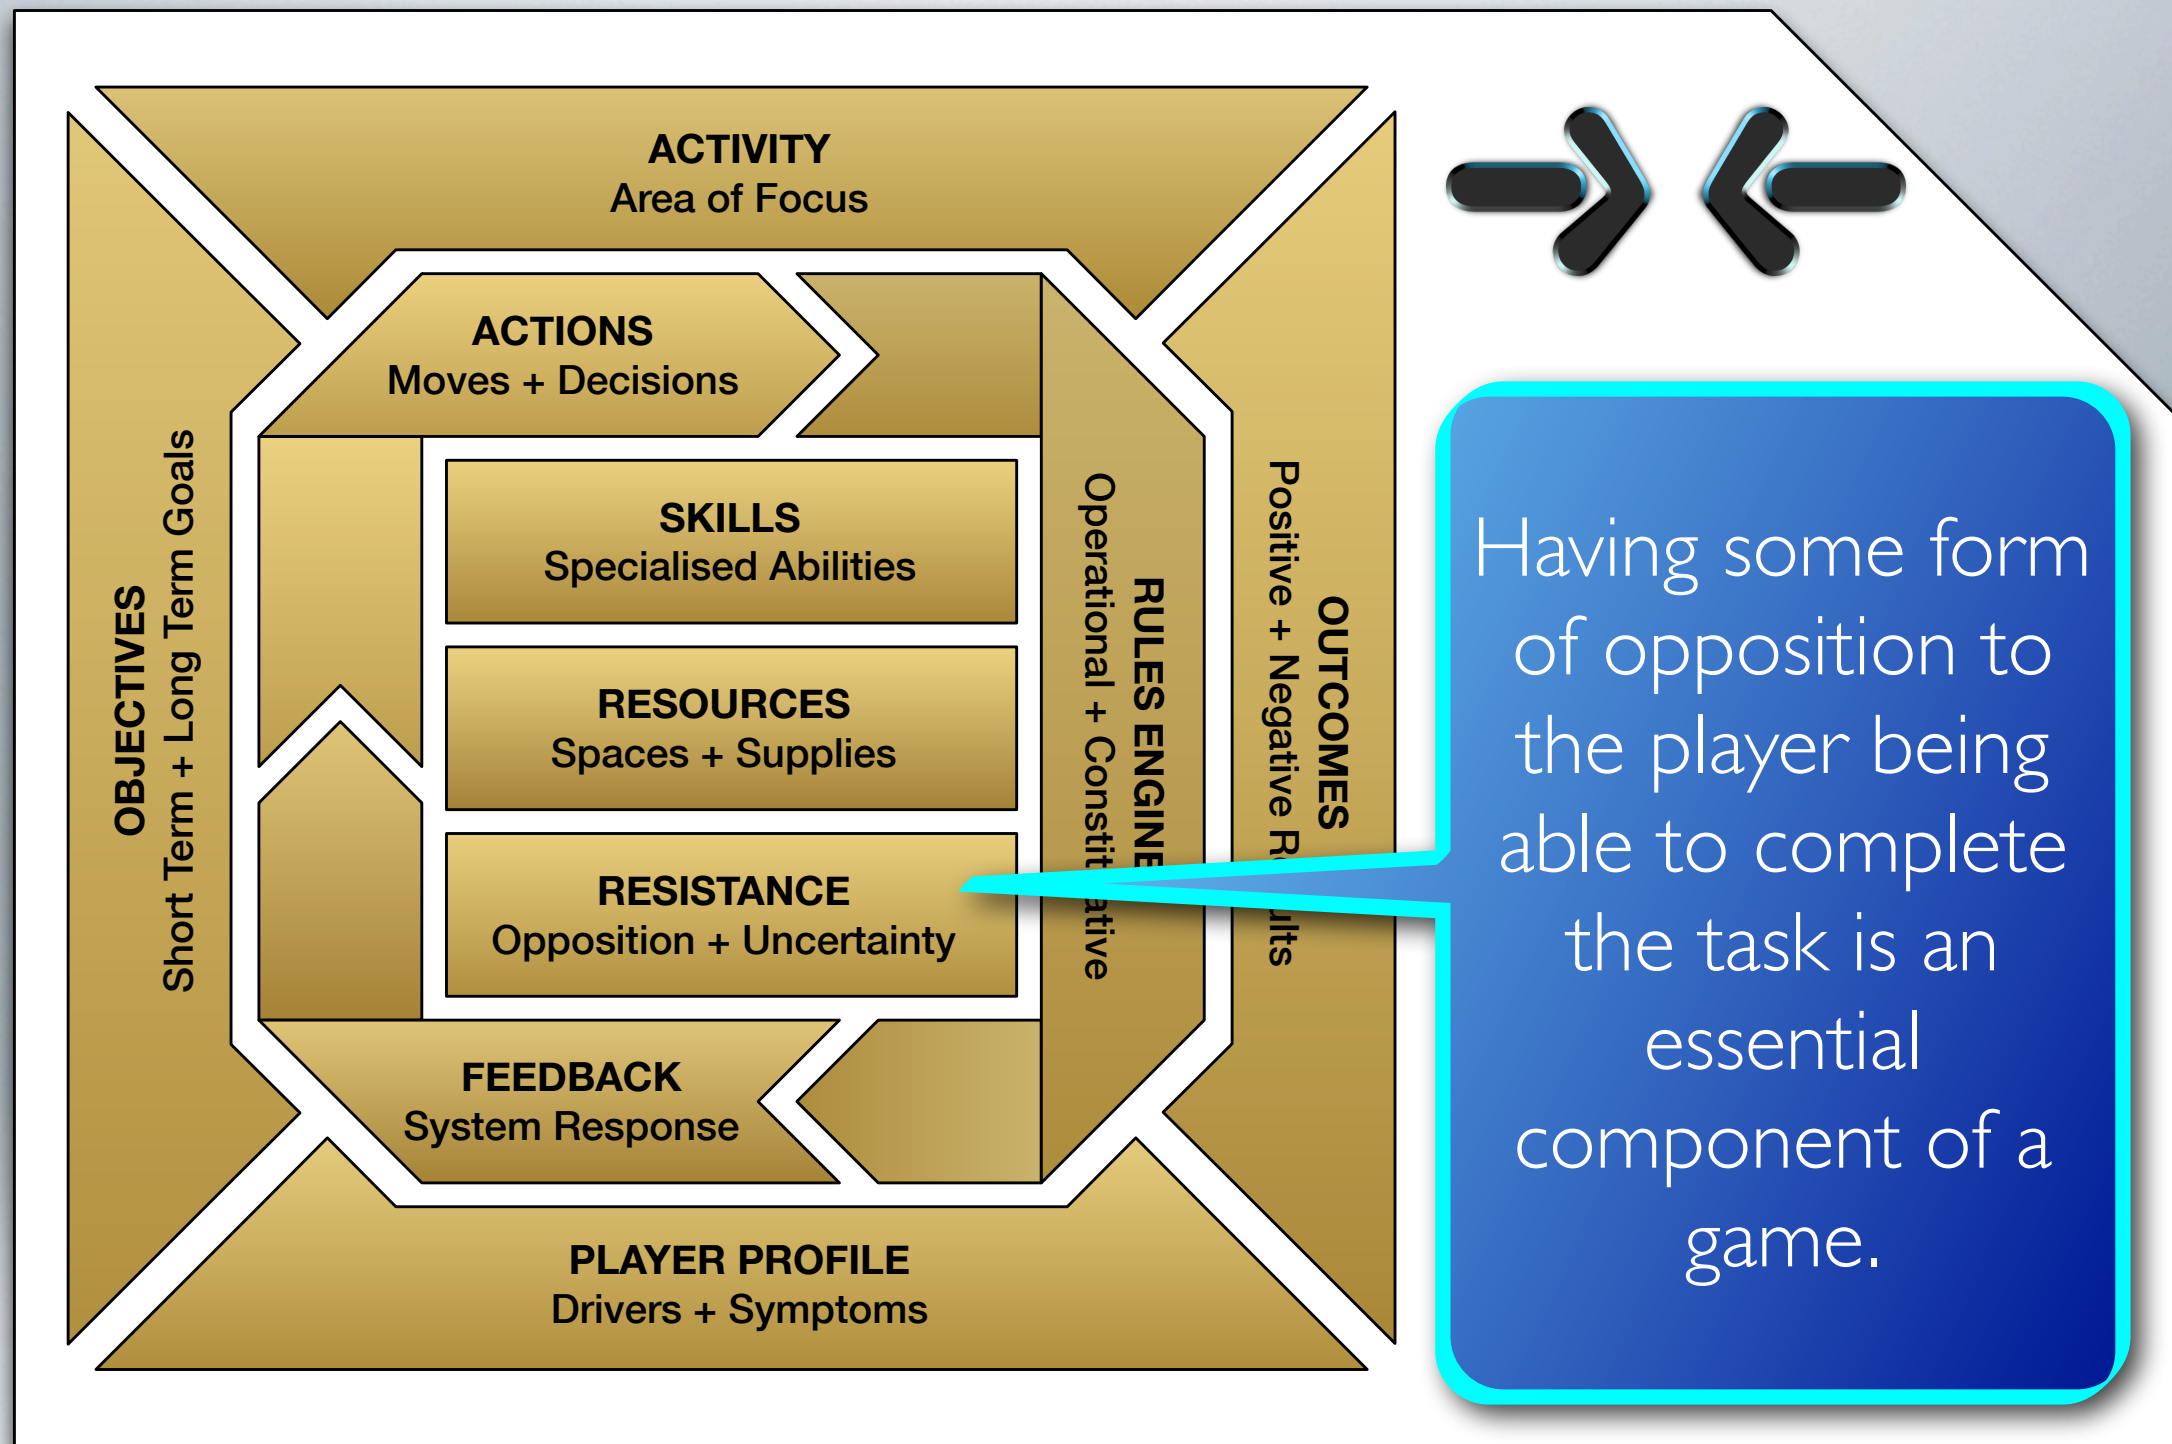 ACTIVITY
Area of Focus
ACTIONS
Moves + Decisions
SKILLS
Specialised Abilities
RESOURCES
Spaces + Supplies
RESISTANCE
Opposition + Uncertainty
FEEDBACK
System Response
PLAYER PROFILE
Drivers + Symptoms
OBJECTIVES
Short Term + Long Term Goals
RULES ENGINE
Operational +
OUTCOMES
Positive + Negative
Having some form
of opposition to
the player being
able to complete
the task is an
essential
component of a
game.